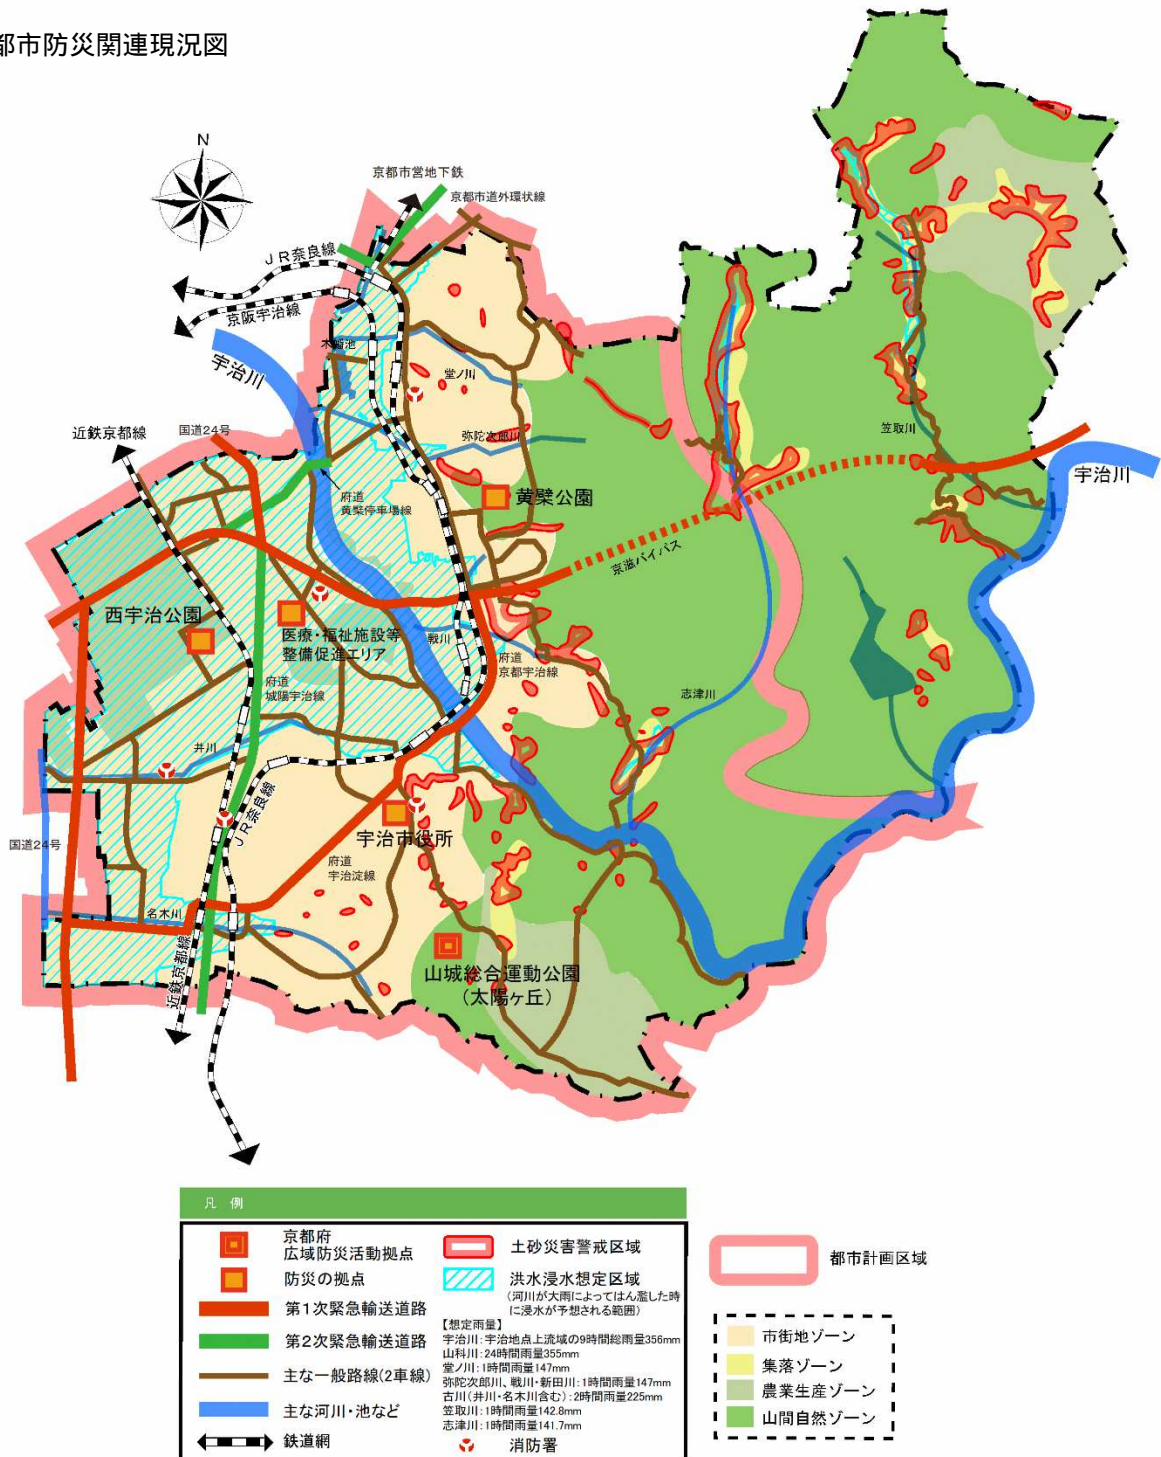 都市防災関連現況図
N
京都市営地下鉄
京都市道外環状線
JR奈良線
京阪宇治線
木幡池
宇治川
堂ノ川
近鉄京都線
国道24号
弥陀次郎川
笠取川
宇治川
府道
黄檗停車場線
黄檗公園
京滋バイパス
西宇治公園
医療・福祉施設等
整備促進エリア
戦川
府道
京都宇治線
府道
城陽宇治線
志津川
井川
JR奈良線
国道24号
宇治市役所
府道
宇治淀線
名木川
近鉄京都線
山城総合運動公園
(太陽ヶ丘)
凡 例
京都府
広域防災活動拠点
防災の拠点
第1次緊急輸送道路
第2次緊急輸送道路
主な一般路線(2車線)
主な河川・池など
鉄道網
土砂災害警戒区域
洪水浸水想定区域
(河川が大雨によってはん濫した時
に浸水が予想される範囲)
【想定雨量】
宇治川:宇治地点上流域の9時間総雨量356mm
山科川:24時間雨量355mm
堂ノ川:1時間雨量147mm
弥陀次郎川、戦川・新田川:1時間雨量147mm
古川(井川・名木川含む):2時間雨量225mm
笠取川:1時間雨量142.8mm
志津川:1時間雨量141.7mm
消防署
都市計画区域
市街地ゾーン
集落ゾーン
農業生産ゾーン
山間自然ゾーン